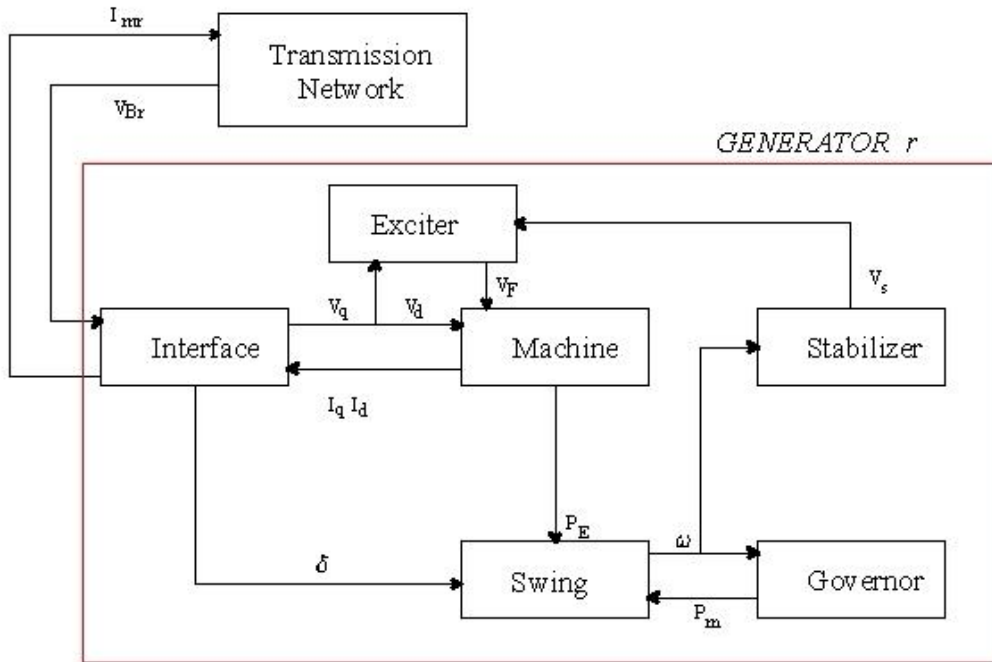 I mr
Transmission
Network
V Br
GENERATOR r
Exciter
V F
V s
V q
V d
Interface
Machine
Stabilizer
I q I d
P E
ω
δ
Swing
Governor
P m